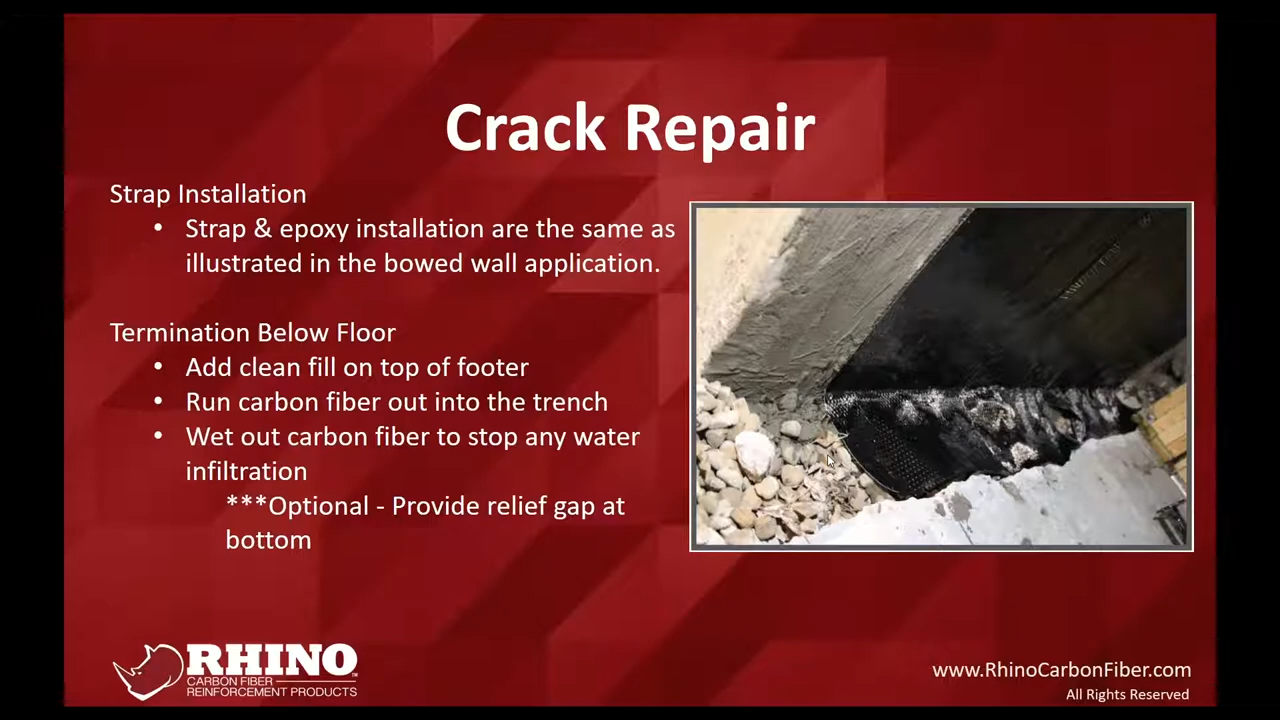 Crack Repair
Strap Installation
• Strap & epoxy installation are the same as
illustrated in the bowed wall application.
Termination Below Floor
• Add clean fill on top of footer
• Run carbon fiber out into the trench
• Wet out carbon fiber to stop any water
infiltration
***Optional - Provide relief gap at
bottom
RHINO™
CARBON FIBER
REINFORCEMENT PRODUCTS
www.RhinoCarbonFiber.com
All Rights Reserved